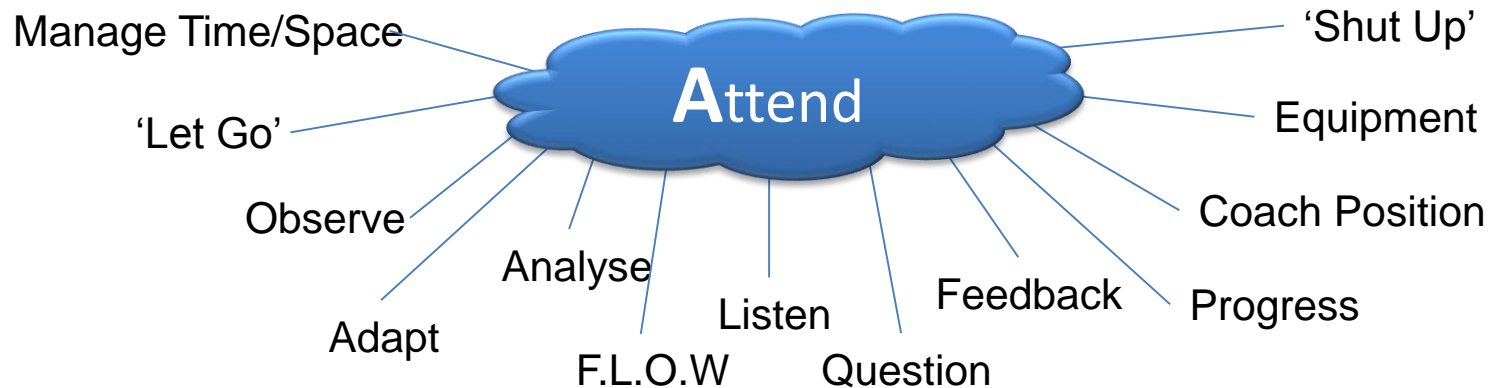 Manage Time/Space
'Shut Up'
Attend
Equipment
‘Let Go’
Coach Position
Observe
Analyse
Feedback
Progress
Listen
Adapt
F.L.O.W
Question